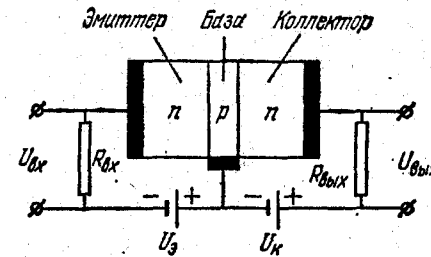 Эмиттер База Коллектор
n p n
Uвх Rвх Rвых Uвых
− + − +
Uэ Uк